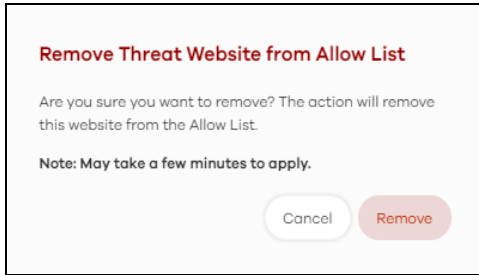 Remove Threat Website from Allow List
Are you sure you want to remove? The action will remove
this website from the Allow List.
Note: May take a few minutes to apply.
Cancel
Remove